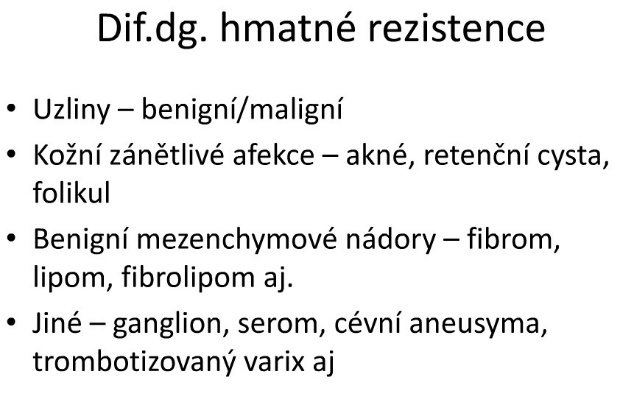 Dif.dg. hmatné rezistence
• Uzliny – benigní/maligní
• Kožní zánětlivé afekce – akné, retenční cysta,
folikul
• Benigní mezenchymové nádory – fibrom,
lipom, fibrolipom aj.
• Jiné – ganglion, serom, cévní aneusyma,
trombotizovaný varix aj